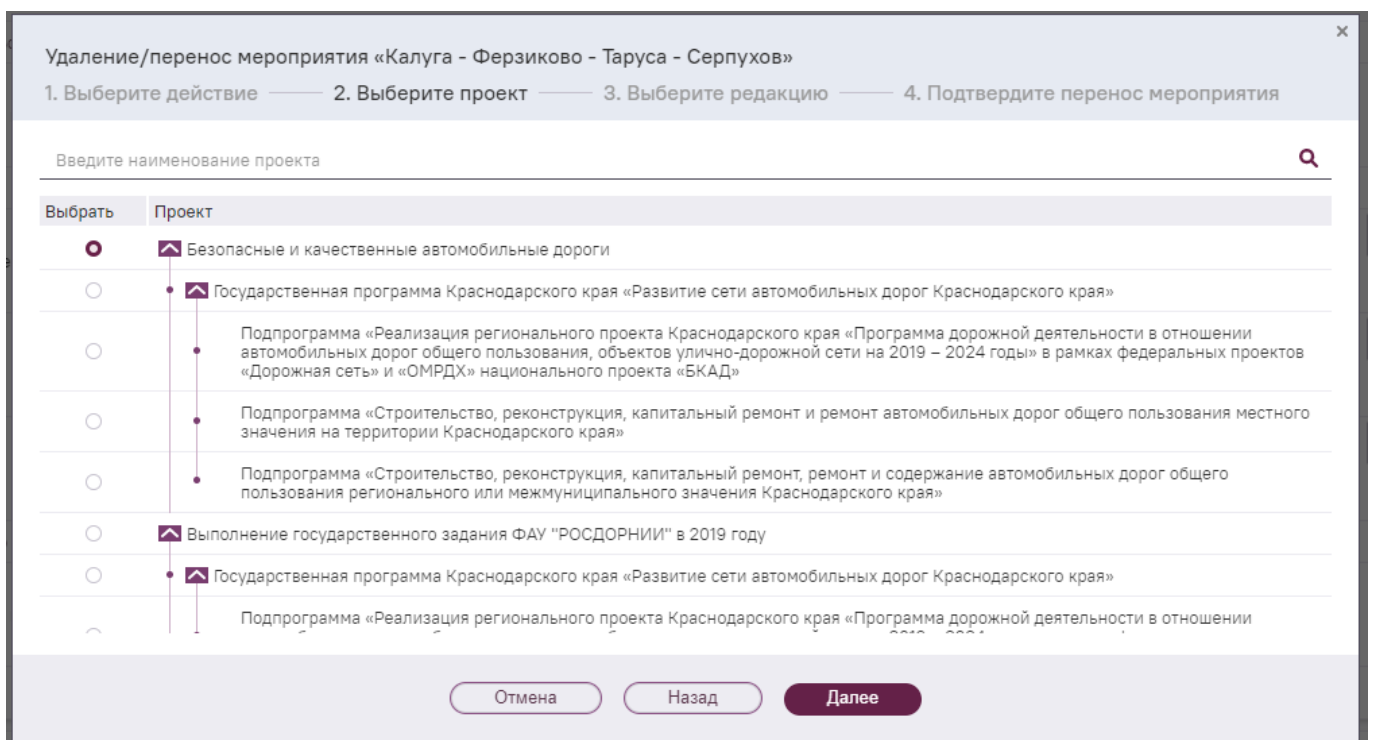 Удаление/перенос мероприятия «Калуга - Ферзиково - Таруса - Серпухов»
1. Выберите действие 2. Выберите проект 3. Выберите редакцию 4. Подтвердите перенос мероприятия
Введите наименование проекта
Выбрать Проект
Безопасные и качественные автомобильные дороги
Государственная программа Краснодарского края «Развитие сети автомобильных дорог Краснодарского края»
Подпрограмма «Реализация регионального проекта Краснодарского края «Программа дорожной деятельности в отношении
автомобильных дорог общего пользования, объектов улично-дорожной сети на 2019 – 2024 годы» в рамках федеральных проектов
«Дорожная сеть» и «ОМРДХ» национального проекта «БКАД»
Подпрограмма «Строительство, реконструкция, капитальный ремонт и ремонт автомобильных дорог общего пользования местного
значения на территории Краснодарского края»
Подпрограмма «Строительство, реконструкция, капитальный ремонт, ремонт и содержание автомобильных дорог общего
пользования регионального или межмуниципального значения Краснодарского края»
Выполнение государственного задания ФАУ "РОСДОРНИИ" в 2019 году
Государственная программа Краснодарского края «Развитие сети автомобильных дорог Краснодарского края»
Подпрограмма «Реализация регионального проекта Краснодарского края «Программа дорожной деятельности в отношении
Отмена Назад Далее